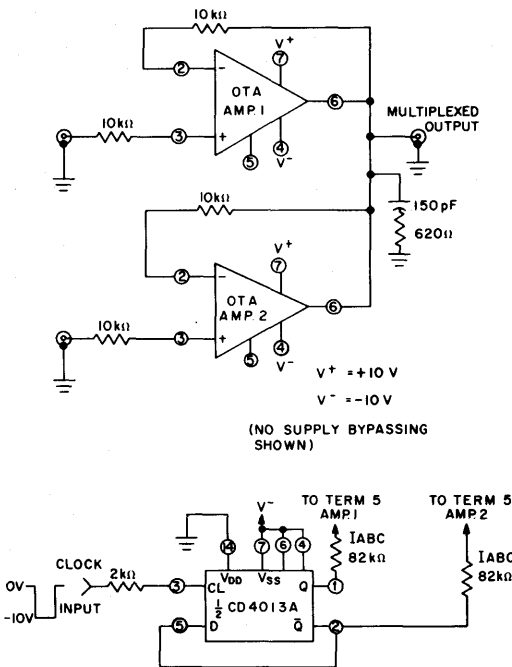 10kΩ
V+
7
2
−
OTA
AMP.1
6
MULTIPLEXED
OUTPUT
10kΩ
3
+
5
4
V−
10kΩ
150pF
620Ω
V+
7
2
−
OTA
AMP. 2
6
10kΩ
3
+
5
4
V−
V+ = +10 V
V− = −10 V
(NO SUPPLY BYPASSING
SHOWN)
V−
TO TERM 5
AMP.1
TO TERM 5
AMP.2
IABC
82kΩ
IABC
82kΩ
14
7
6
4
CLOCK
INPUT
0V
−10V
2kΩ
3
CL
VDD
VSS
Q
1
½ CD4013A
5
D
Q̄
2